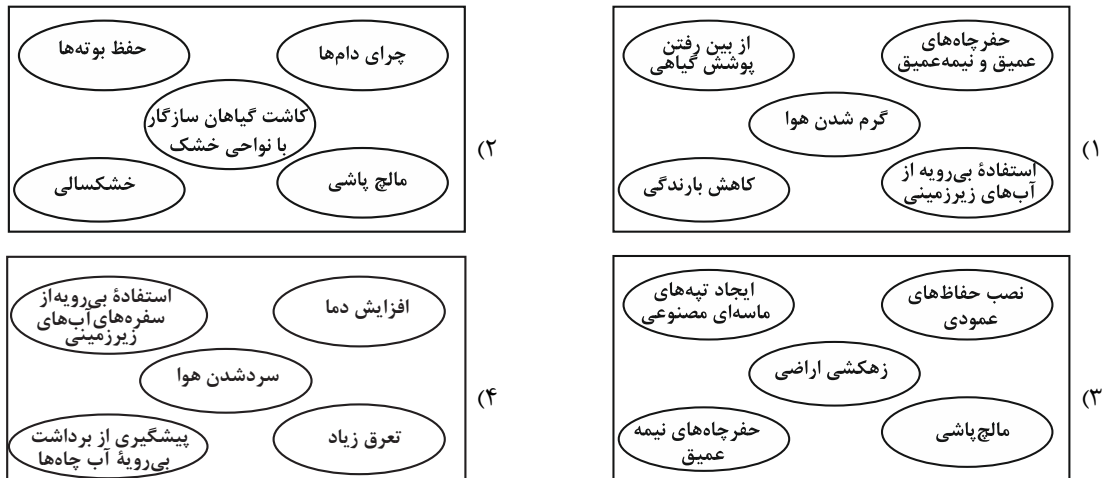 ۱)
حفرچاه‌های
عمیق و نیمه‌عمیق
از بین رفتن
پوشش گیاهی
گرم شدن هوا
استفادهٔ بی‌رویه از
آب‌های زیرزمینی
کاهش بارندگی
۲)
چرای دام‌ها
حفظ بوته‌ها
کاشت گیاهان سازگار
با نواحی خشک
مالچ پاشی
خشکسالی
۳)
نصب حفاظ‌های
عمودی
ایجاد تپه‌های
ماسه‌ای مصنوعی
زهکشی اراضی
مالچ‌پاشی
حفرچاه‌های نیمه
عمیق
۴)
افزایش دما
استفادهٔ بی‌رویه‌از
سفره‌های‌آب‌های
زیرزمینی
سردشدن هوا
تعرق زیاد
پیشگیری از برداشت
بی‌رویهٔ آب چاه‌ها